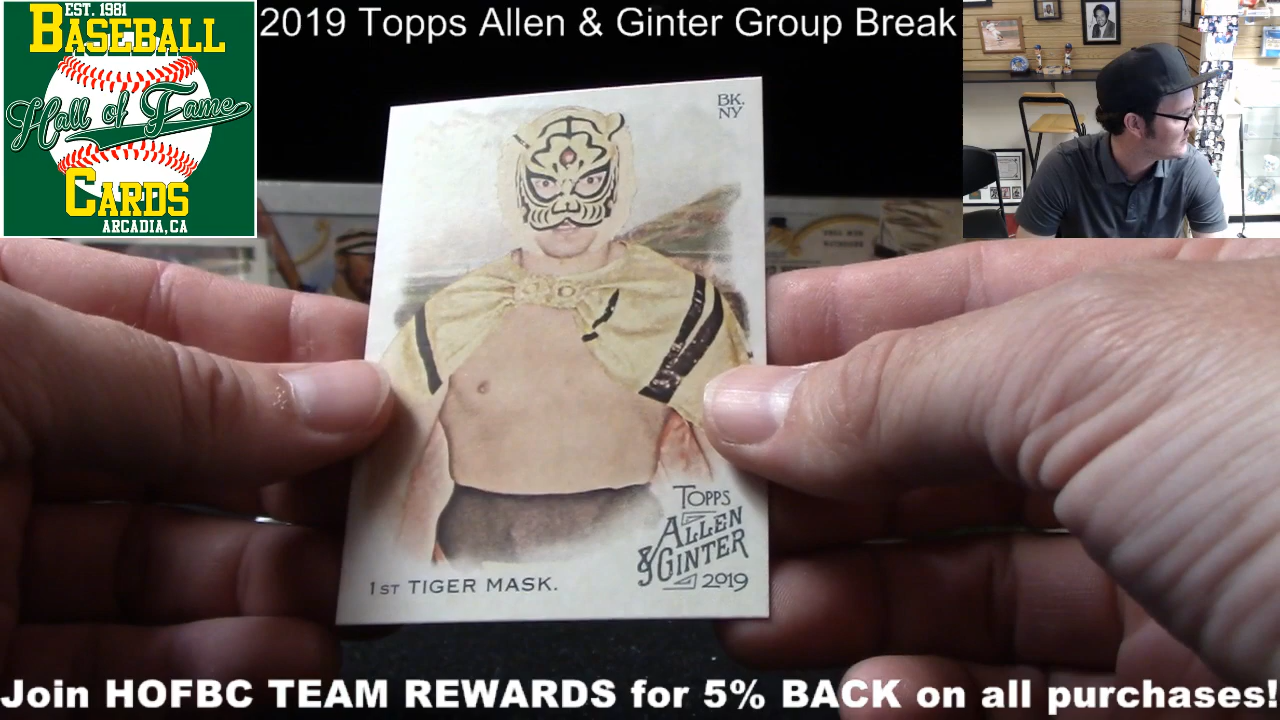 EST. 1981
BASEBALL
Hall of Fame
CARDS
ARCADIA, CA
2019 Topps Allen & Ginter Group Break
BK.
NY
TOPPS
ALLEN
& GINTER
2019
1ST TIGER MASK.
Join HOFBC TEAM REWARDS for 5% BACK on all purchases!